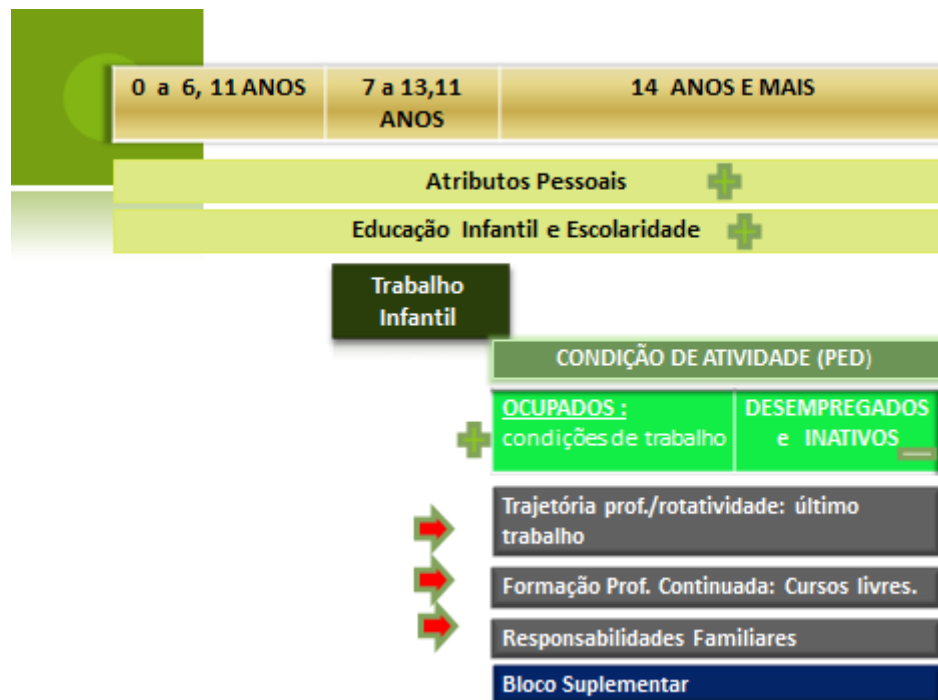 0 a 6, 11 ANOS
7 a 13,11
ANOS
14 ANOS E MAIS
Atributos Pessoais
Educação Infantil e Escolaridade
Trabalho
Infantil
CONDIÇÃO DE ATIVIDADE (PED)
OCUPADOS :
condições de trabalho
DESEMPREGADOS
e INATIVOS
Trajetória prof./rotatividade: último
trabalho
Formação Prof. Continuada: Cursos livres.
Responsabilidades Familiares
Bloco Suplementar